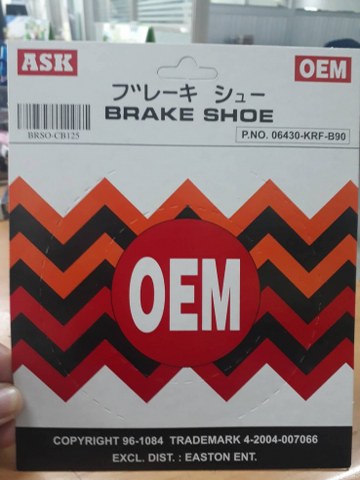 ASK
OEM
ブレーキ シュー
BRAKE SHOE
BRSO-CB125
P.NO. 06430-KRF-B90
OEM
COPYRIGHT 96-1084 TRADEMARK 4-2004-007066
EXCL. DIST. : EASTON ENT.